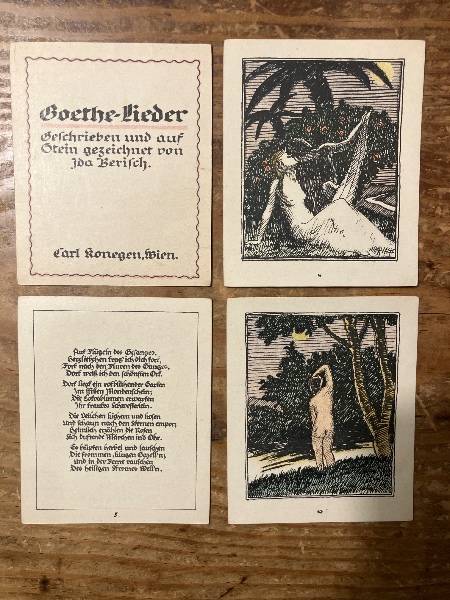 Goethe-Lieder
Geschrieben und auf
Stein gezeichnet von
Ida Berisch.
Carl Konegen, Wien.
Auf Flügeln des Gesanges,
Herzliebchen trag' ich dich fort,
Fort nach den Fluren des Ganges,
Dort weiß ich den schönsten Ort.
Dort liegt ein rotblühender Garten
Im stillen Mondenschein;
Die Lotosblumen erwarten
Ihr trautes Schwesterlein.
Die Veilchen kichern und kosen
Und schaun nach den Sternen empor;
Heimlich erzählen die Rosen
Sich duftende Märchen ins Ohr.
Es hüpfen herbei und lauschen
Die frommen, klugen Gazell'n;
Und in der Ferne rauschen
Des heiligen Stromes Well'n.
5